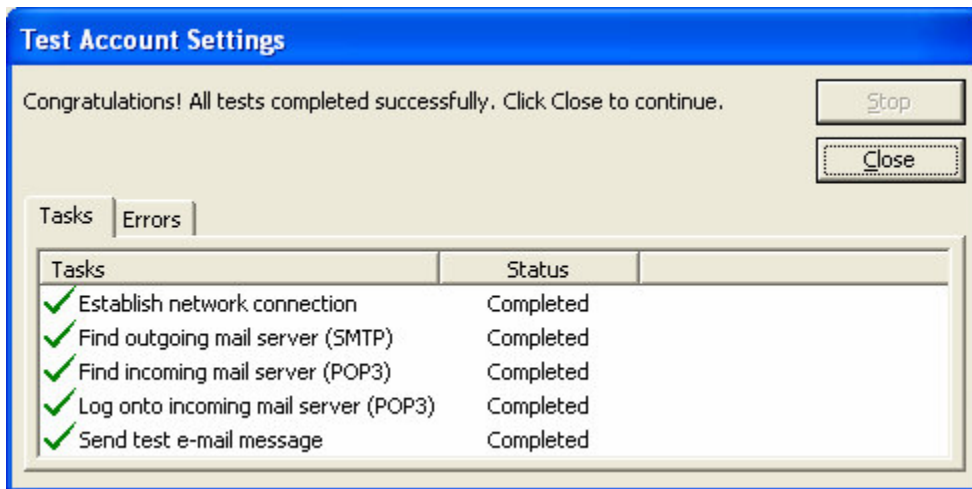 Test Account Settings
Congratulations! All tests completed successfully. Click Close to continue.
Stop
Close
Tasks Errors
Tasks Status
Establish network connection Completed
Find outgoing mail server (SMTP) Completed
Find incoming mail server (POP3) Completed
Log onto incoming mail server (POP3) Completed
Send test e-mail message Completed